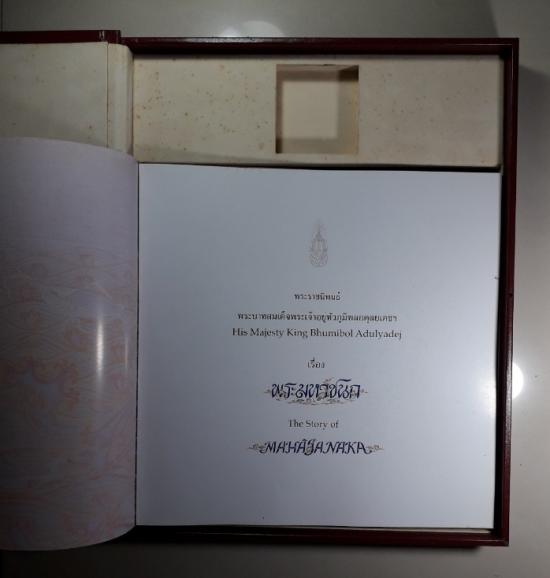 พระราชนิพนธ์
พระบาทสมเด็จพระเจ้าอยู่หัวภูมิพลอดุลยเดชฯ
His Majesty King Bhumibol Adulyadej
เรื่อง
พระมหาชนก
The Story of
MAHAJANAKA